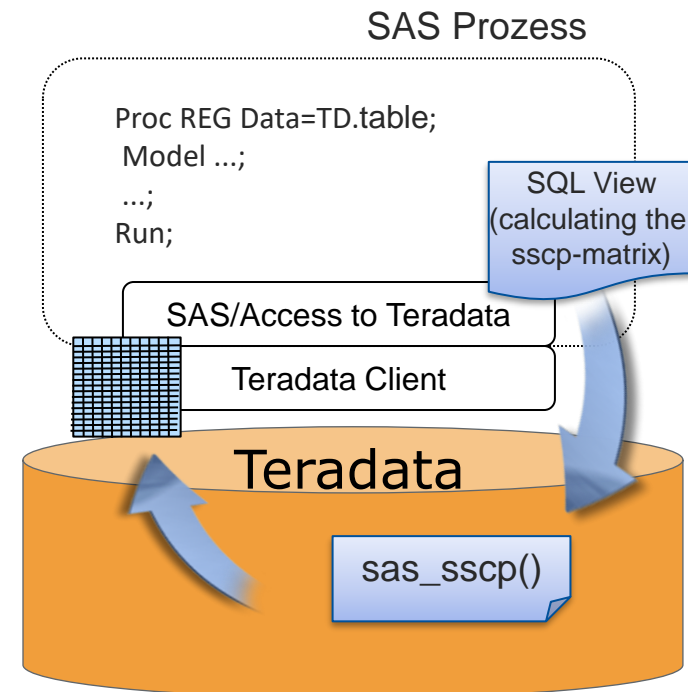 SAS Prozess
Proc REG Data=TD.table;
Model ...;
...;
Run;
SQL View
(calculating the
sscp-matrix)
SAS/Access to Teradata
Teradata Client
Teradata
sas_sscp()